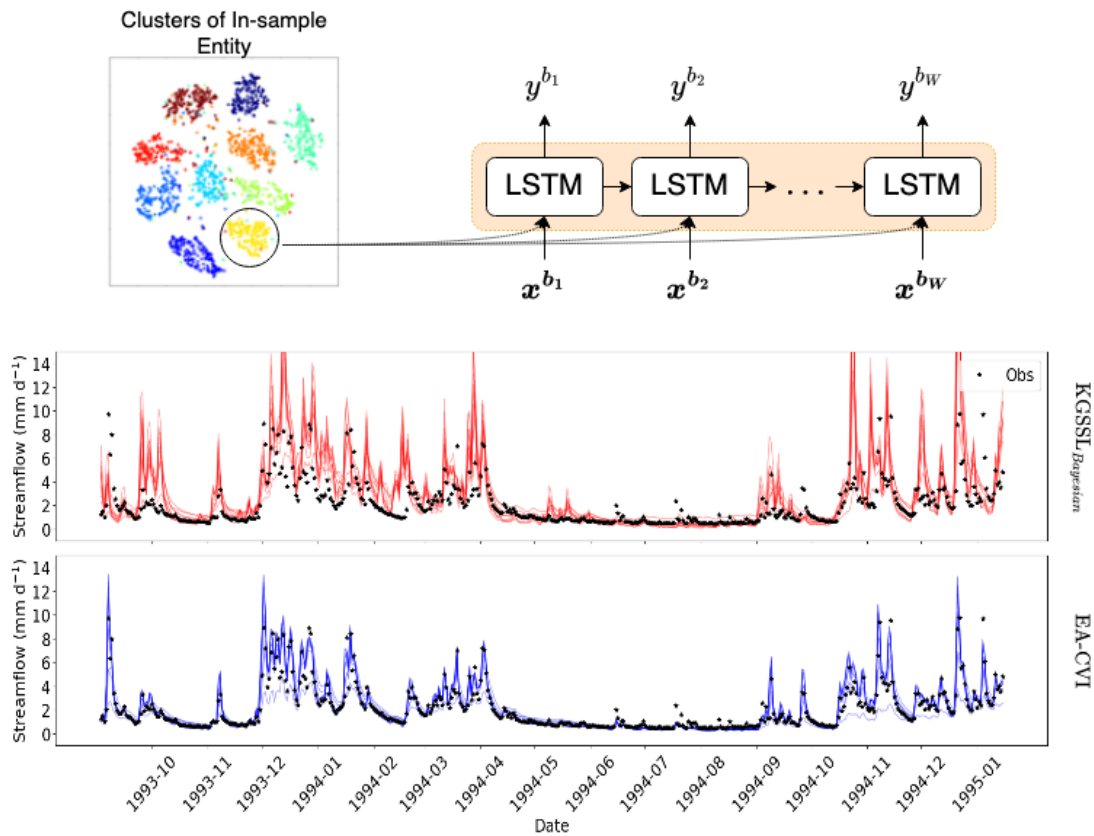 Clusters of In-sample
Entity
y^{b_1} y^{b_2} y^{b_W}
LSTM LSTM . . . LSTM
x^{b_1} x^{b_2} x^{b_W}
Streamflow (mm d⁻¹)
14
12
10
8
6
4
2
0
Obs
KGSSL_{Bayesian}
Streamflow (mm d⁻¹)
14
12
10
8
6
4
2
0
EA-CVI
1993-10 1993-11 1993-12 1994-01 1994-02 1994-03 1994-04 1994-05 1994-06 1994-07 1994-08 1994-09 1994-10 1994-11 1994-12 1995-01
Date